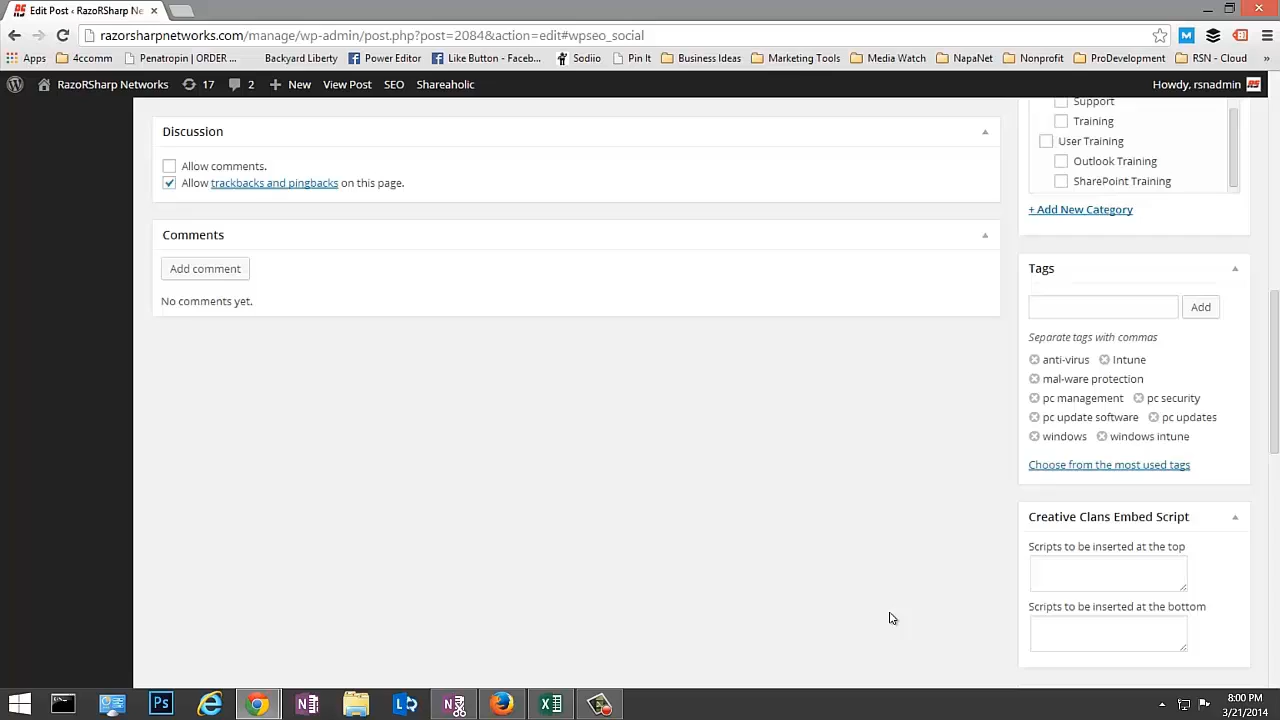 Edit Post ‹ RazoRSharp Ne
razorsharpnetworks.com/manage/wp-admin/post.php?post=2084&action=edit#wpseo_social
Apps 4ccomm Penatropin | ORDER ... Backyard Liberty Power Editor Like Button - Faceb... Sodiio Pin It Business Ideas Marketing Tools Media Watch NapaNet Nonprofit ProDevelopment RSN - Cloud »
RazoRSharp Networks 17 2 + New View Post SEO Shareaholic Howdy, rsnadmin
Discussion
Allow comments.
Allow trackbacks and pingbacks on this page.
Comments
Add comment
No comments yet.
Support
Training
User Training
Outlook Training
SharePoint Training
+ Add New Category
Tags
Add
Separate tags with commas
anti-virus Intune
mal-ware protection
pc management pc security
pc update software pc updates
windows windows intune
Choose from the most used tags
Creative Clans Embed Script
Scripts to be inserted at the top
Scripts to be inserted at the bottom
8:00 PM
3/21/2014